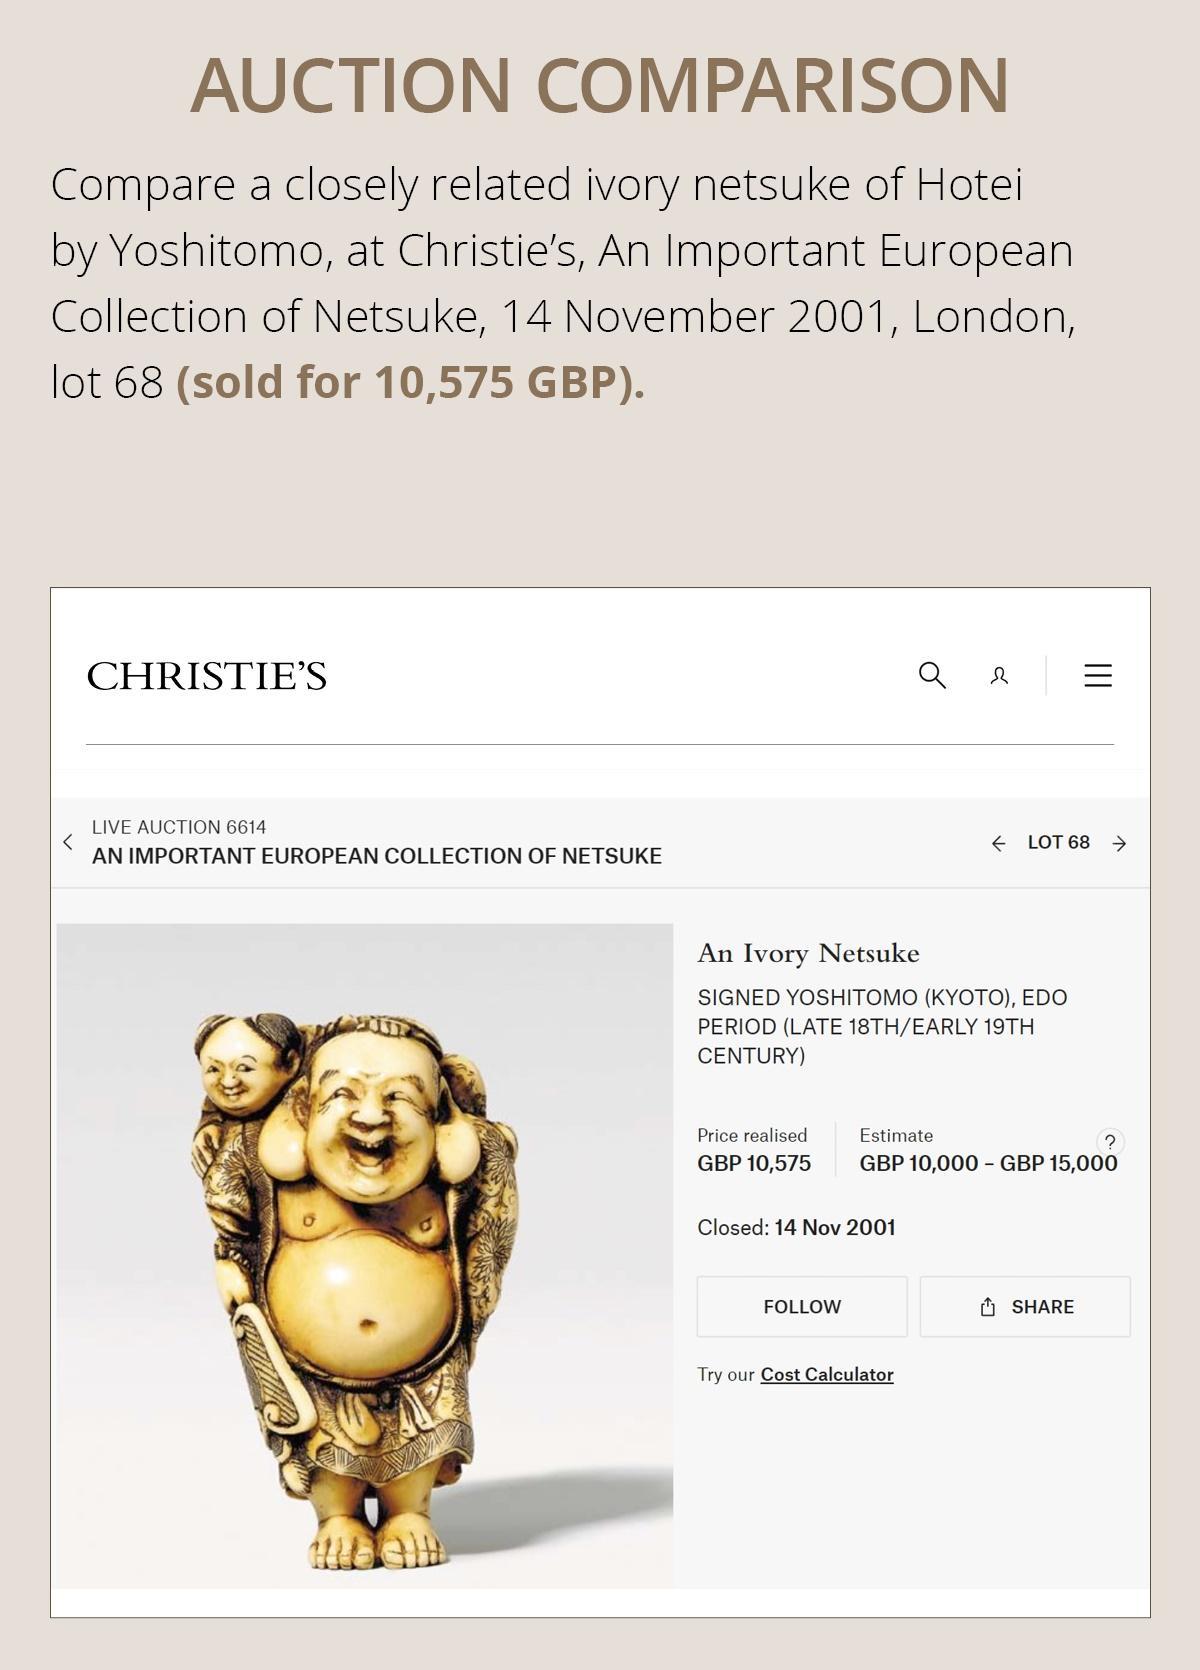 AUCTION COMPARISON
Compare a closely related ivory netsuke of Hotei
by Yoshitomo, at Christie’s, An Important European
Collection of Netsuke, 14 November 2001, London,
lot 68 (sold for 10,575 GBP).
CHRISTIE’S
LIVE AUCTION 6614
AN IMPORTANT EUROPEAN COLLECTION OF NETSUKE
LOT 68
An Ivory Netsuke
SIGNED YOSHITOMO (KYOTO), EDO
PERIOD (LATE 18TH/EARLY 19TH
CENTURY)
Price realised
GBP 10,575
Estimate
?
GBP 10,000 – GBP 15,000
Closed: 14 Nov 2001
FOLLOW
SHARE
Try our Cost Calculator